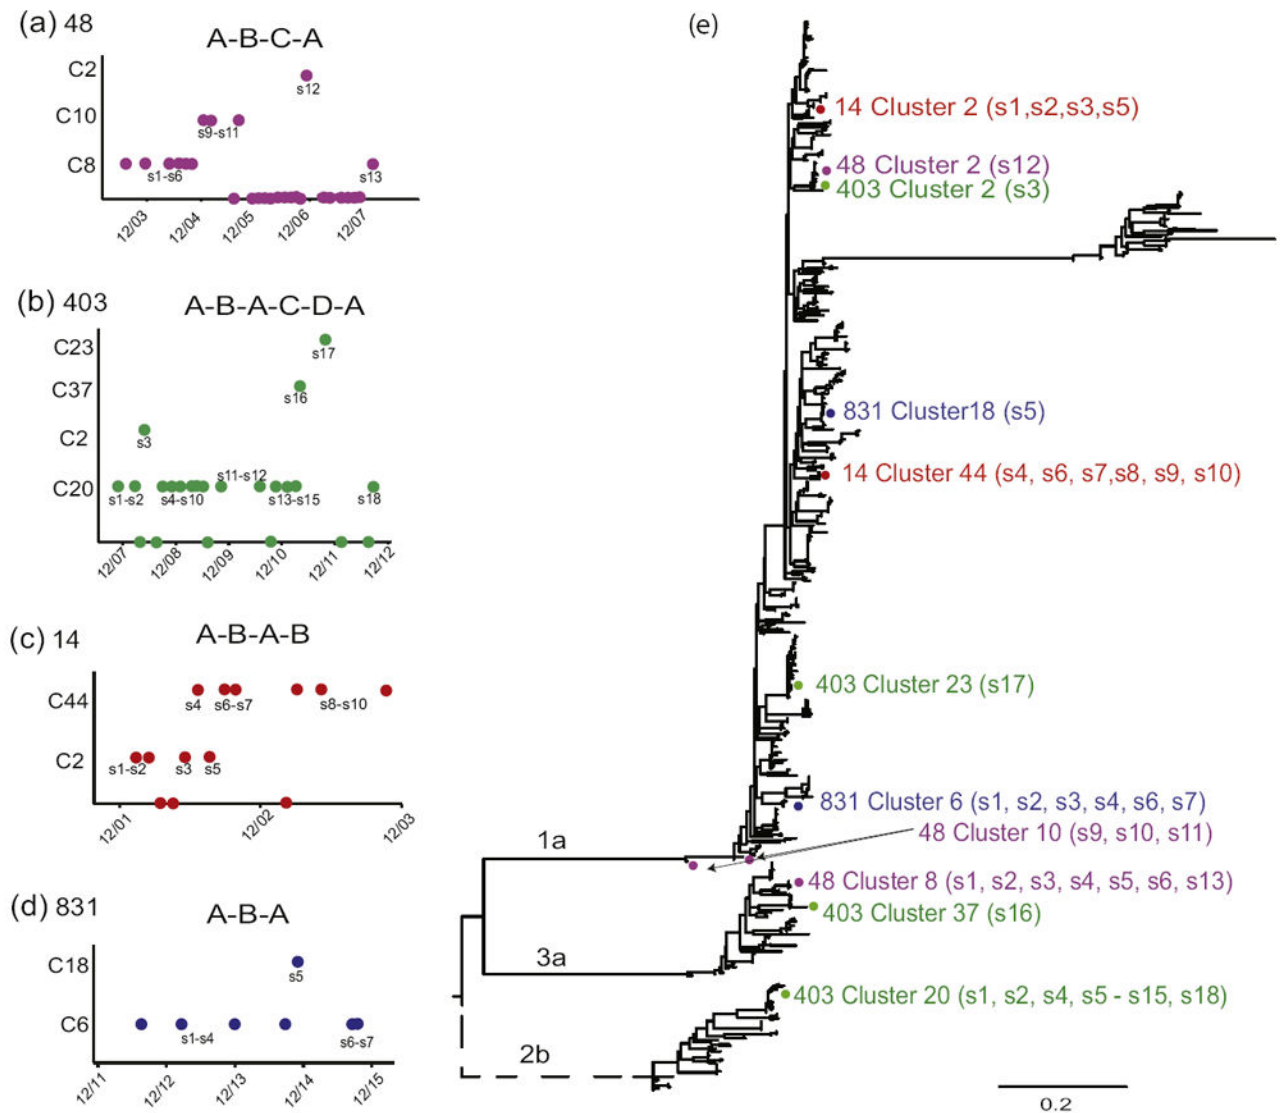 (a) 48
A-B-C-A
C2
s12
C10
s9-s11
C8
s1-s6
s13
12/03
12/04
12/05
12/06
12/07
(b) 403
A-B-A-C-D-A
C23
s17
C37
s16
C2
s3
s11-s12
C20
s1-s2
s4-s10
s13-s15
s18
12/07
12/08
12/09
12/10
12/11
12/12
(c) 14
A-B-A-B
C44
s4
s6-s7
s8-s10
C2
s1-s2
s3
s5
12/01
12/02
12/03
(d) 831
A-B-A
C18
s5
C6
s1-s4
s6-s7
12/11
12/12
12/13
12/14
12/15
(e)
14 Cluster 2 (s1,s2,s3,s5)
48 Cluster 2 (s12)
403 Cluster 2 (s3)
831 Cluster18 (s5)
14 Cluster 44 (s4, s6, s7,s8, s9, s10)
403 Cluster 23 (s17)
831 Cluster 6 (s1, s2, s3, s4, s6, s7)
48 Cluster 10 (s9, s10, s11)
1a
48 Cluster 8 (s1, s2, s3, s4, s5, s6, s13)
403 Cluster 37 (s16)
3a
403 Cluster 20 (s1, s2, s4, s5 - s15, s18)
2b
0.2